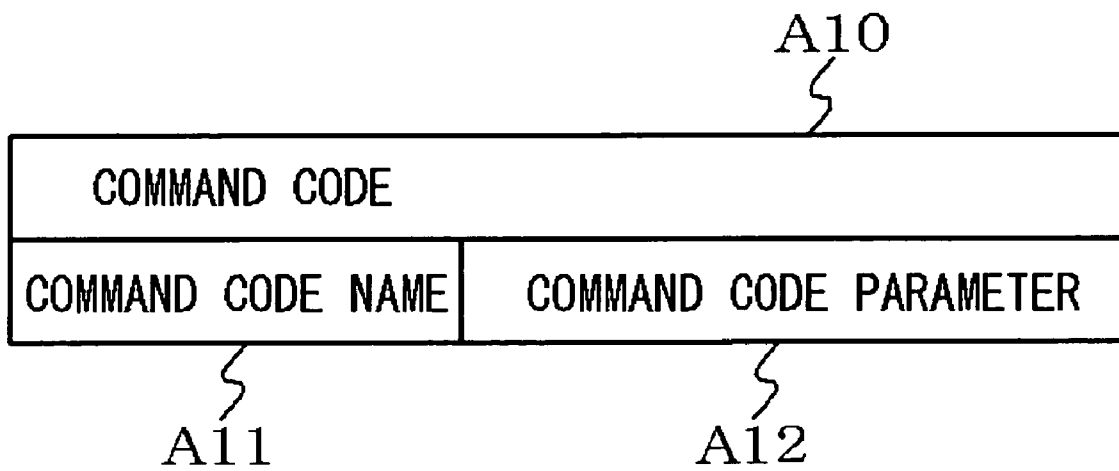 A10
COMMAND CODE
COMMAND CODE NAME COMMAND CODE PARAMETER
A11 A12